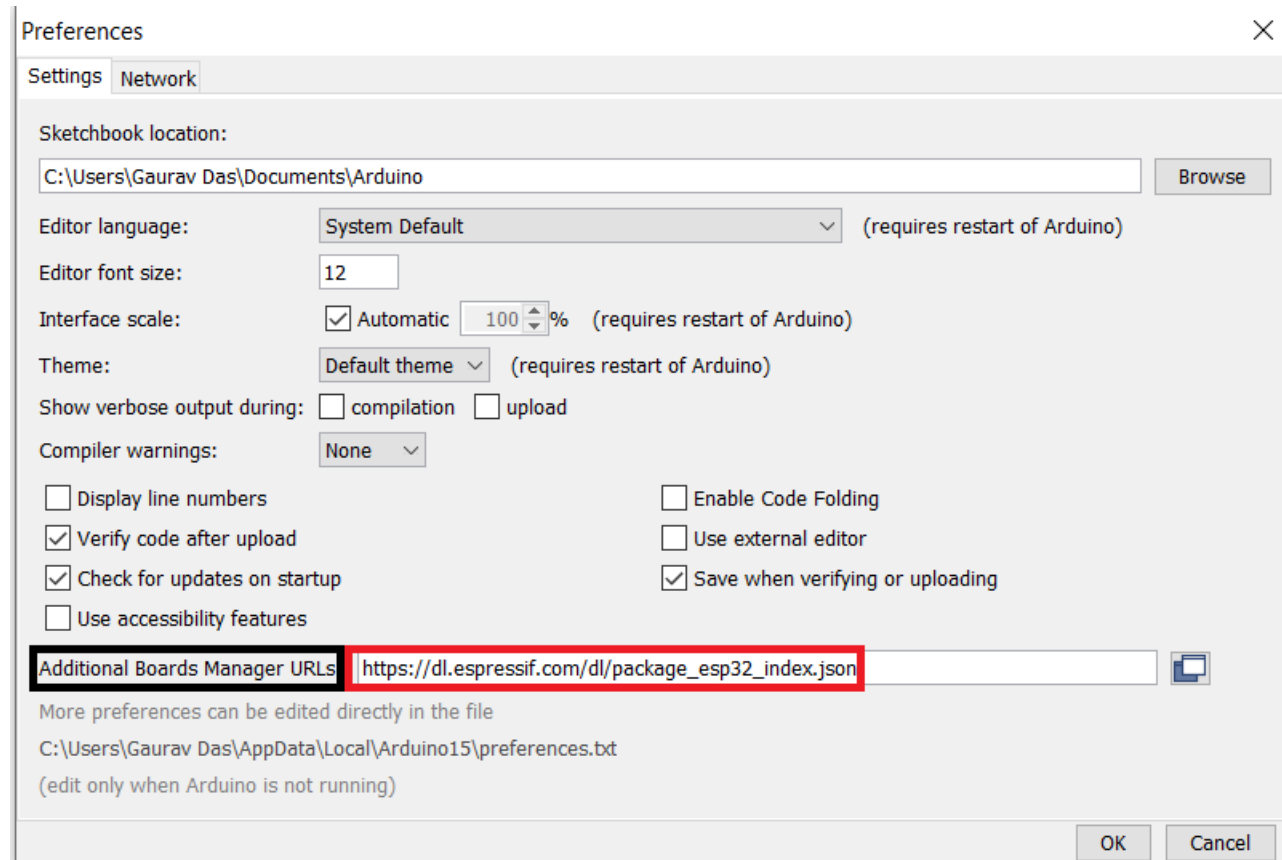 Preferences
Settings Network
Sketchbook location:
C:\Users\Gaurav Das\Documents\Arduino Browse
Editor language: System Default (requires restart of Arduino)
Editor font size: 12
Interface scale: Automatic 100 % (requires restart of Arduino)
Theme: Default theme (requires restart of Arduino)
Show verbose output during: compilation upload
Compiler warnings: None
Display line numbers Enable Code Folding
Verify code after upload Use external editor
Check for updates on startup Save when verifying or uploading
Use accessibility features
Additional Boards Manager URLs https://dl.espressif.com/dl/package_esp32_index.json
More preferences can be edited directly in the file
C:\Users\Gaurav Das\AppData\Local\Arduino15\preferences.txt
(edit only when Arduino is not running)
OK Cancel